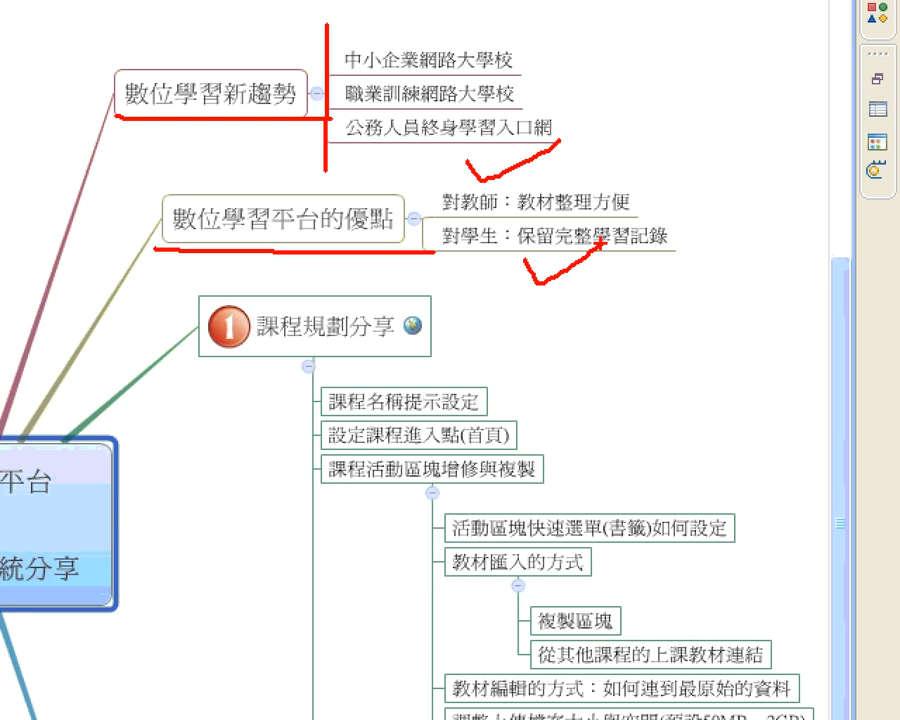 數位學習新趨勢
中小企業網路大學校
職業訓練網路大學校
公務人員終身學習入口網
數位學習平台的優點
對教師：教材整理方便
對學生：保留完整學習記錄
1 課程規劃分享
課程名稱提示設定
設定課程進入點(首頁)
課程活動區塊增修與複製
平台
統分享
活動區塊快速選單(書籤)如何設定
教材匯入的方式
複製區塊
從其他課程的上課教材連結
教材編輯的方式：如何連到最原始的資料